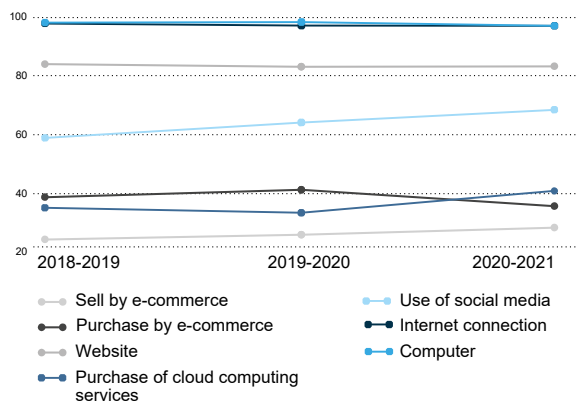 100
80
60
40
20
2018-2019 2019-2020 2020-2021
Sell by e-commerce
Purchase by e-commerce
Website
Purchase of cloud computing
services
Use of social media
Internet connection
Computer